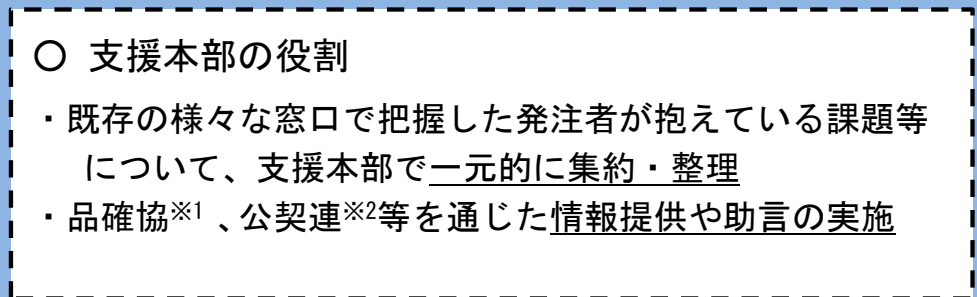 ○ 支援本部の役割
・既存の様々な窓口で把握した発注者が抱えている課題等
について、支援本部で一元的に集約・整理
・品確協※1 、公契連※2等を通じた情報提供や助言の実施